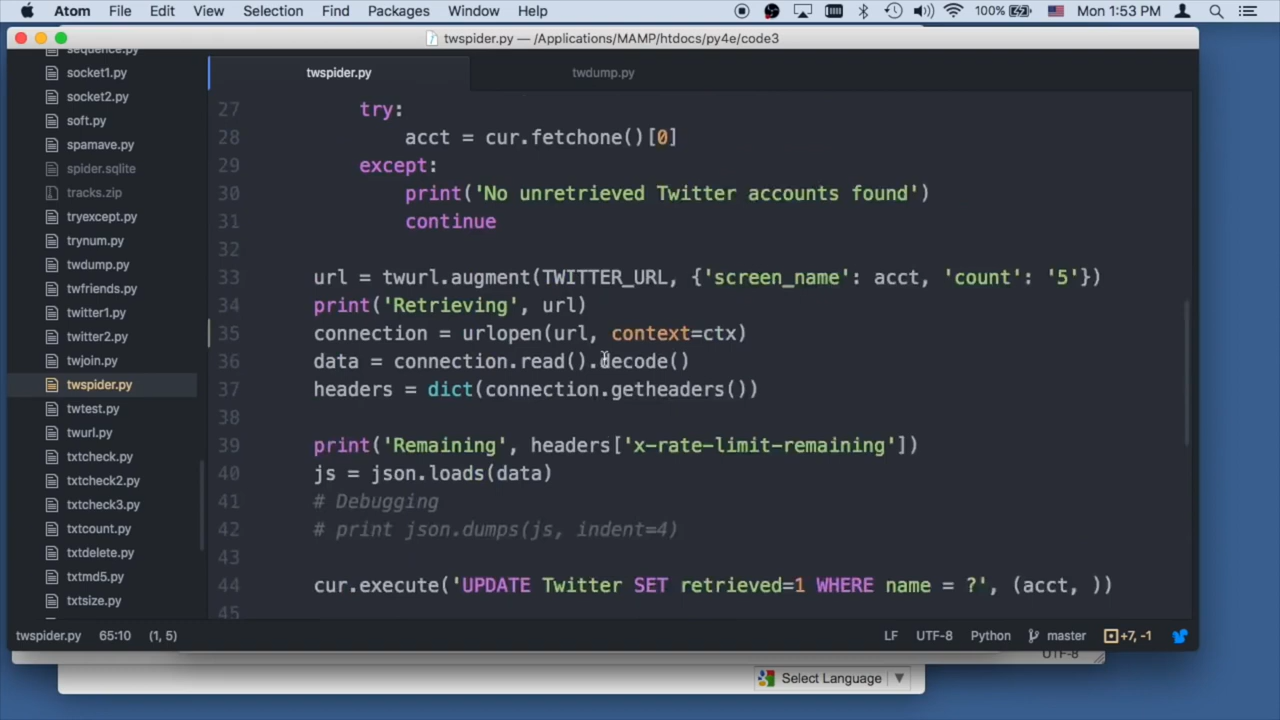 Atom File Edit View Selection Find Packages Window Help 100% Mon 1:53 PM
twspider.py — /Applications/MAMP/htdocs/py4e/code3
twspider.py twdump.py
sequence.py
socket1.py
socket2.py
soft.py
spamave.py
spider.sqlite
tracks.zip
tryexcept.py
trynum.py
twdump.py
twfriends.py
twitter1.py
twitter2.py
twjoin.py
twspider.py
twtest.py
twurl.py
txtcheck.py
txtcheck2.py
txtcheck3.py
txtcount.py
txtdelete.py
txtmd5.py
txtsize.py
27 try:
28 acct = cur.fetchone()[0]
29 except:
30 print('No unretrieved Twitter accounts found')
31 continue
32
33 url = twurl.augment(TWITTER_URL, {'screen_name': acct, 'count': '5'})
34 print('Retrieving', url)
35 connection = urlopen(url, context=ctx)
36 data = connection.read().decode()
37 headers = dict(connection.getheaders())
38
39 print('Remaining', headers['x-rate-limit-remaining'])
40 js = json.loads(data)
41 # Debugging
42 # print json.dumps(js, indent=4)
43
44 cur.execute('UPDATE Twitter SET retrieved=1 WHERE name = ?', (acct, ))
45
twspider.py 65:10 (1, 5) LF UTF-8 Python master +7, -1
UTF-8
Select Language